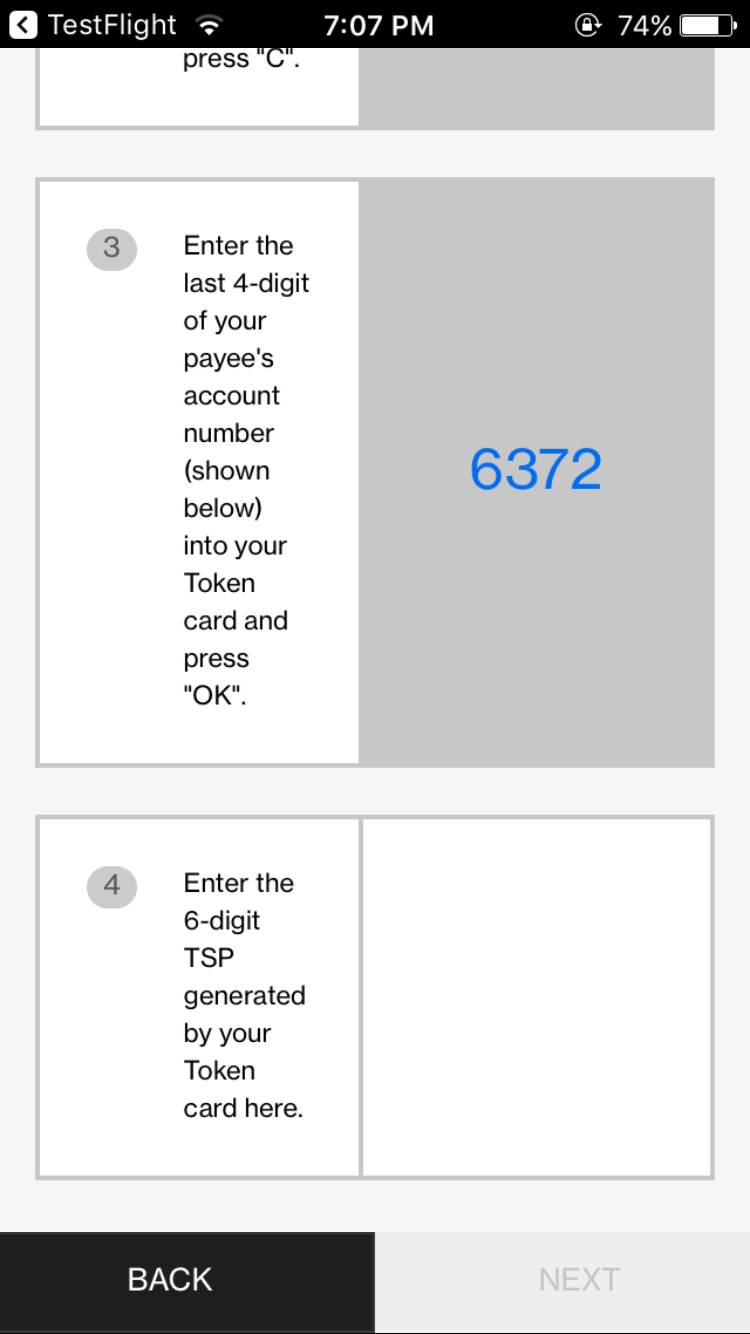 TestFlight 7:07 PM 74%
press "C".
3
Enter the
last 4-digit
of your
payee's
account
number
(shown
below)
into your
Token
card and
press
"OK".
6372
4
Enter the
6-digit
TSP
generated
by your
Token
card here.
BACK
NEXT